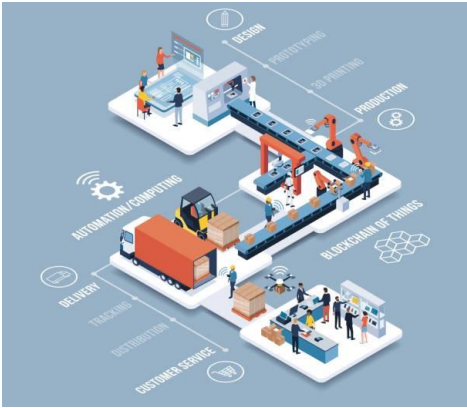 DESIGN
PROTOTYPING
3D PRINTING
PRODUCTION
AUTOMATION/COMPUTING
BLOCKCHAIN OF THINGS
DELIVERY
TRACKING
DISTRIBUTION
CUSTOMER SERVICE